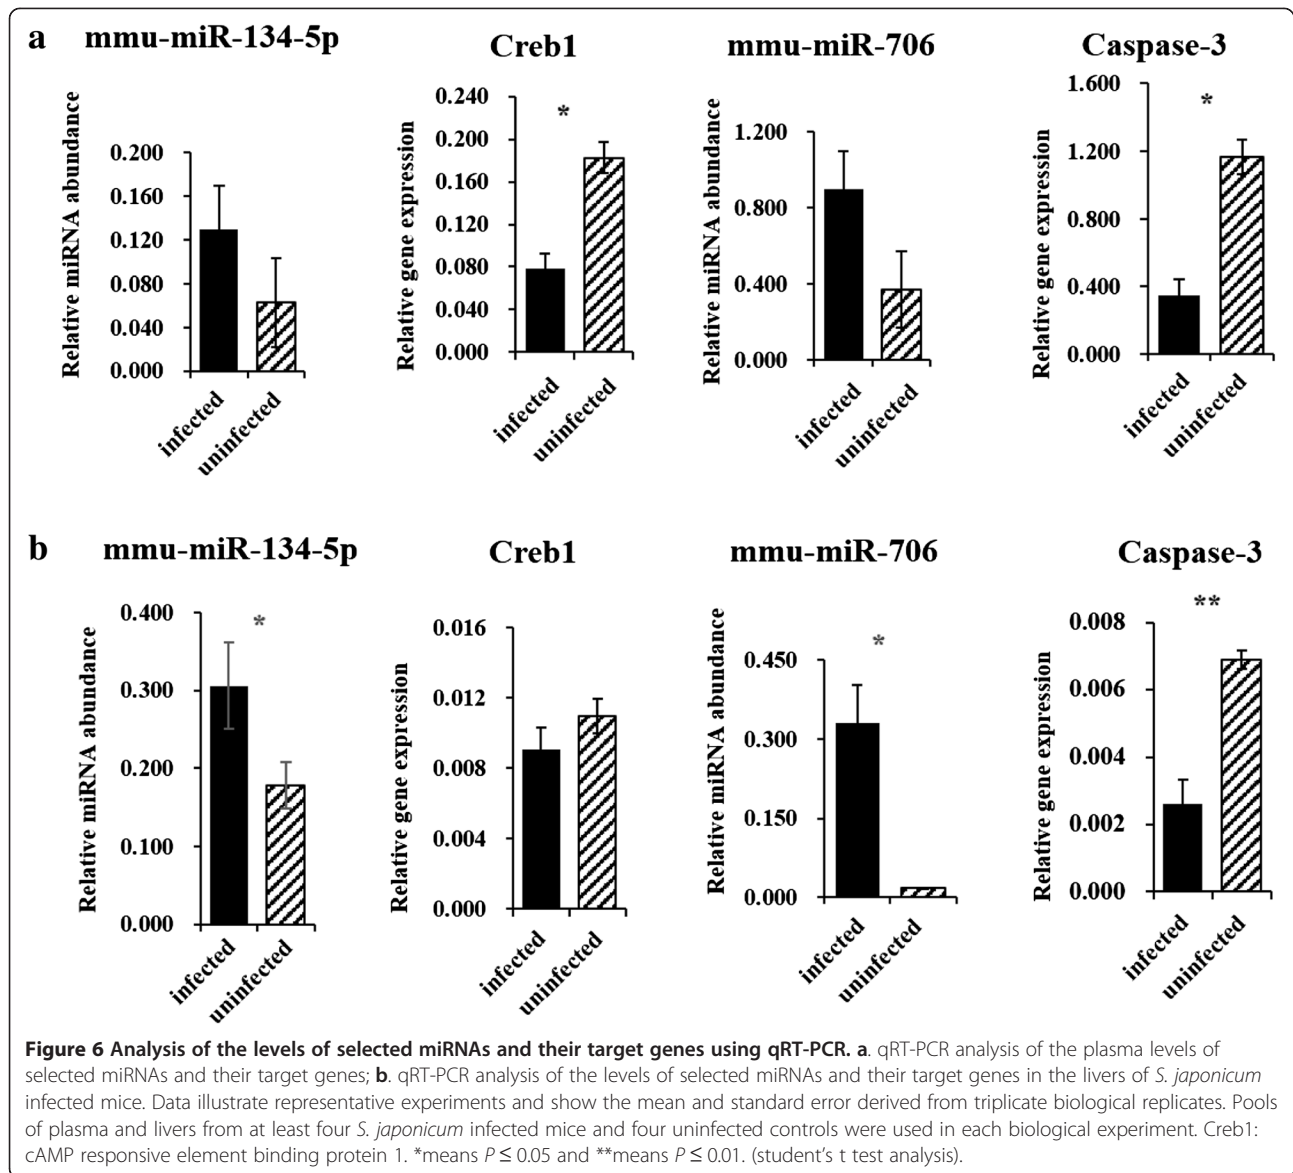 a
mmu-miR-134-5p
Relative miRNA abundance
0.200
0.160
0.120
0.080
0.040
0.000
infected
uninfected
Creb1
Relative gene expression
0.240
0.200
0.160
0.120
0.080
0.040
0.000
*
infected
uninfected
mmu-miR-706
Relative miRNA abundance
1.200
0.800
0.400
0.000
infected
uninfected
Caspase-3
Relative gene expression
1.600
1.200
0.800
0.400
0.000
*
infected
uninfected
b
mmu-miR-134-5p
Relative miRNA abundance
0.400
0.300
0.200
0.100
0.000
*
infected
uninfected
Creb1
Relative gene expression
0.016
0.012
0.008
0.004
0.000
infected
uninfected
mmu-miR-706
Relative miRNA abundance
0.450
0.300
0.150
0.000
*
infected
uninfected
Caspase-3
Relative gene expression
0.008
0.006
0.004
0.002
0.000
**
infected
uninfected
Figure 6 Analysis of the levels of selected miRNAs and their target genes using qRT-PCR. a. qRT-PCR analysis of the plasma levels of
selected miRNAs and their target genes; b. qRT-PCR analysis of the levels of selected miRNAs and their target genes in the livers of S. japonicum
infected mice. Data illustrate representative experiments and show the mean and standard error derived from triplicate biological replicates. Pools
of plasma and livers from at least four S. japonicum infected mice and four uninfected controls were used in each biological experiment. Creb1:
cAMP responsive element binding protein 1. *means P ≤ 0.05 and **means P ≤ 0.01. (student's t test analysis).